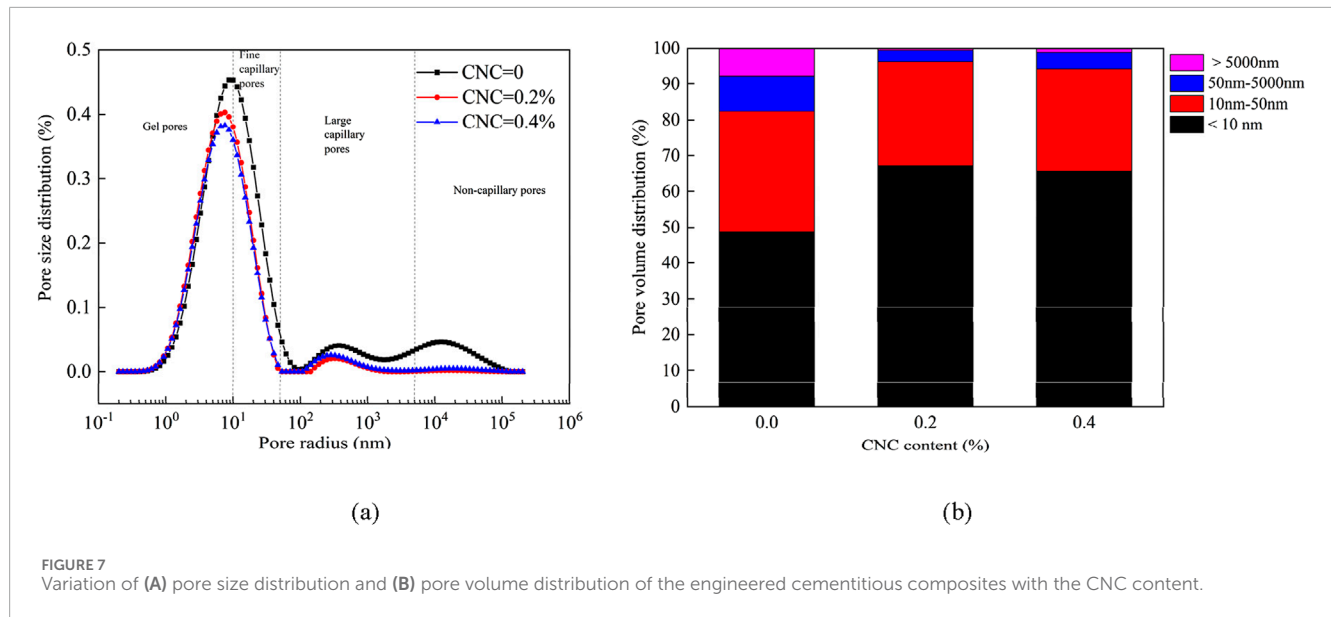 0.5
0.4
0.3
0.2
0.1
0.0
Pore size distribution (%)
10-1
100
101
102
103
104
105
106
Pore radius (nm)
Gel pores
Fine
capillary
pores
Large
capillary
pores
Non-capillary pores
CNC=0
CNC=0.2%
CNC=0.4%
(a)
100
90
80
70
60
50
40
30
20
10
0
Pore volume distribution (%)
0.0
0.2
0.4
CNC content (%)
> 5000nm
50nm-5000nm
10nm-50nm
< 10 nm
(b)
FIGURE 7
Variation of (A) pore size distribution and (B) pore volume distribution of the engineered cementitious composites with the CNC content.